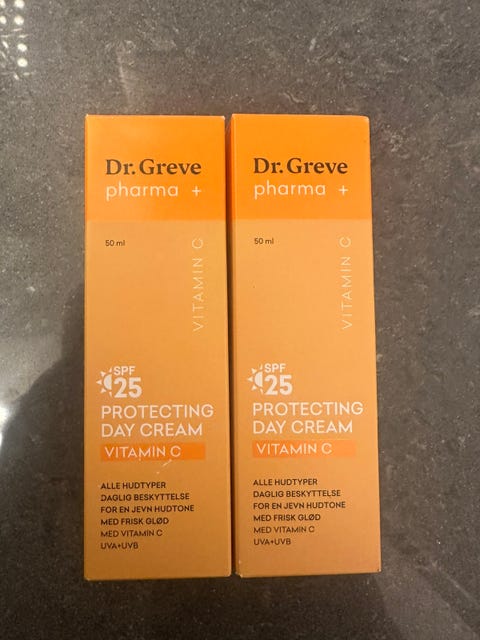 Dr. Greve
pharma +
50 ml
VITAMIN C
SPF
25
PROTECTING
DAY CREAM
VITAMIN C
ALLE HUDTYPER
DAGLIG BESKYTTELSE
FOR EN JEVN HUDTONE
MED FRISK GLØD
MED VITAMIN C
UVA+UVB
Dr. Greve
pharma +
50 ml
VITAMIN C
SPF
25
PROTECTING
DAY CREAM
VITAMIN C
ALLE HUDTYPER
DAGLIG BESKYTTELSE
FOR EN JEVN HUDTONE
MED FRISK GLØD
MED VITAMIN C
UVA+UVB